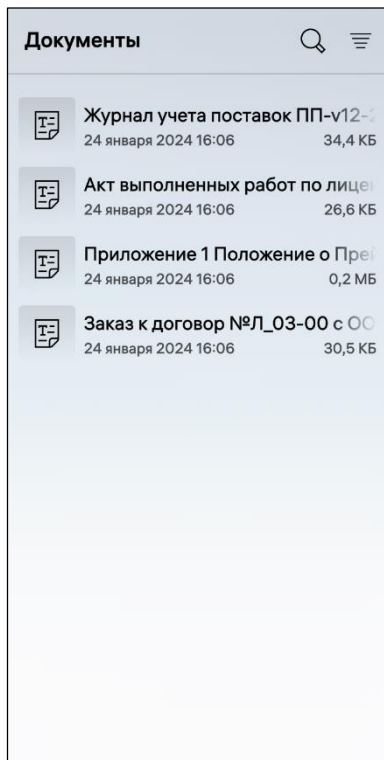 Документы
Журнал учета поставок ПП-v12-
24 января 2024 16:06 34,4 КБ
Акт выполненных работ по лице
24 января 2024 16:06 26,6 КБ
Приложение 1 Положение о Пре
24 января 2024 16:06 0,2 МБ
Заказ к договор №Л_03-00 с ОО
24 января 2024 16:06 30,5 КБ